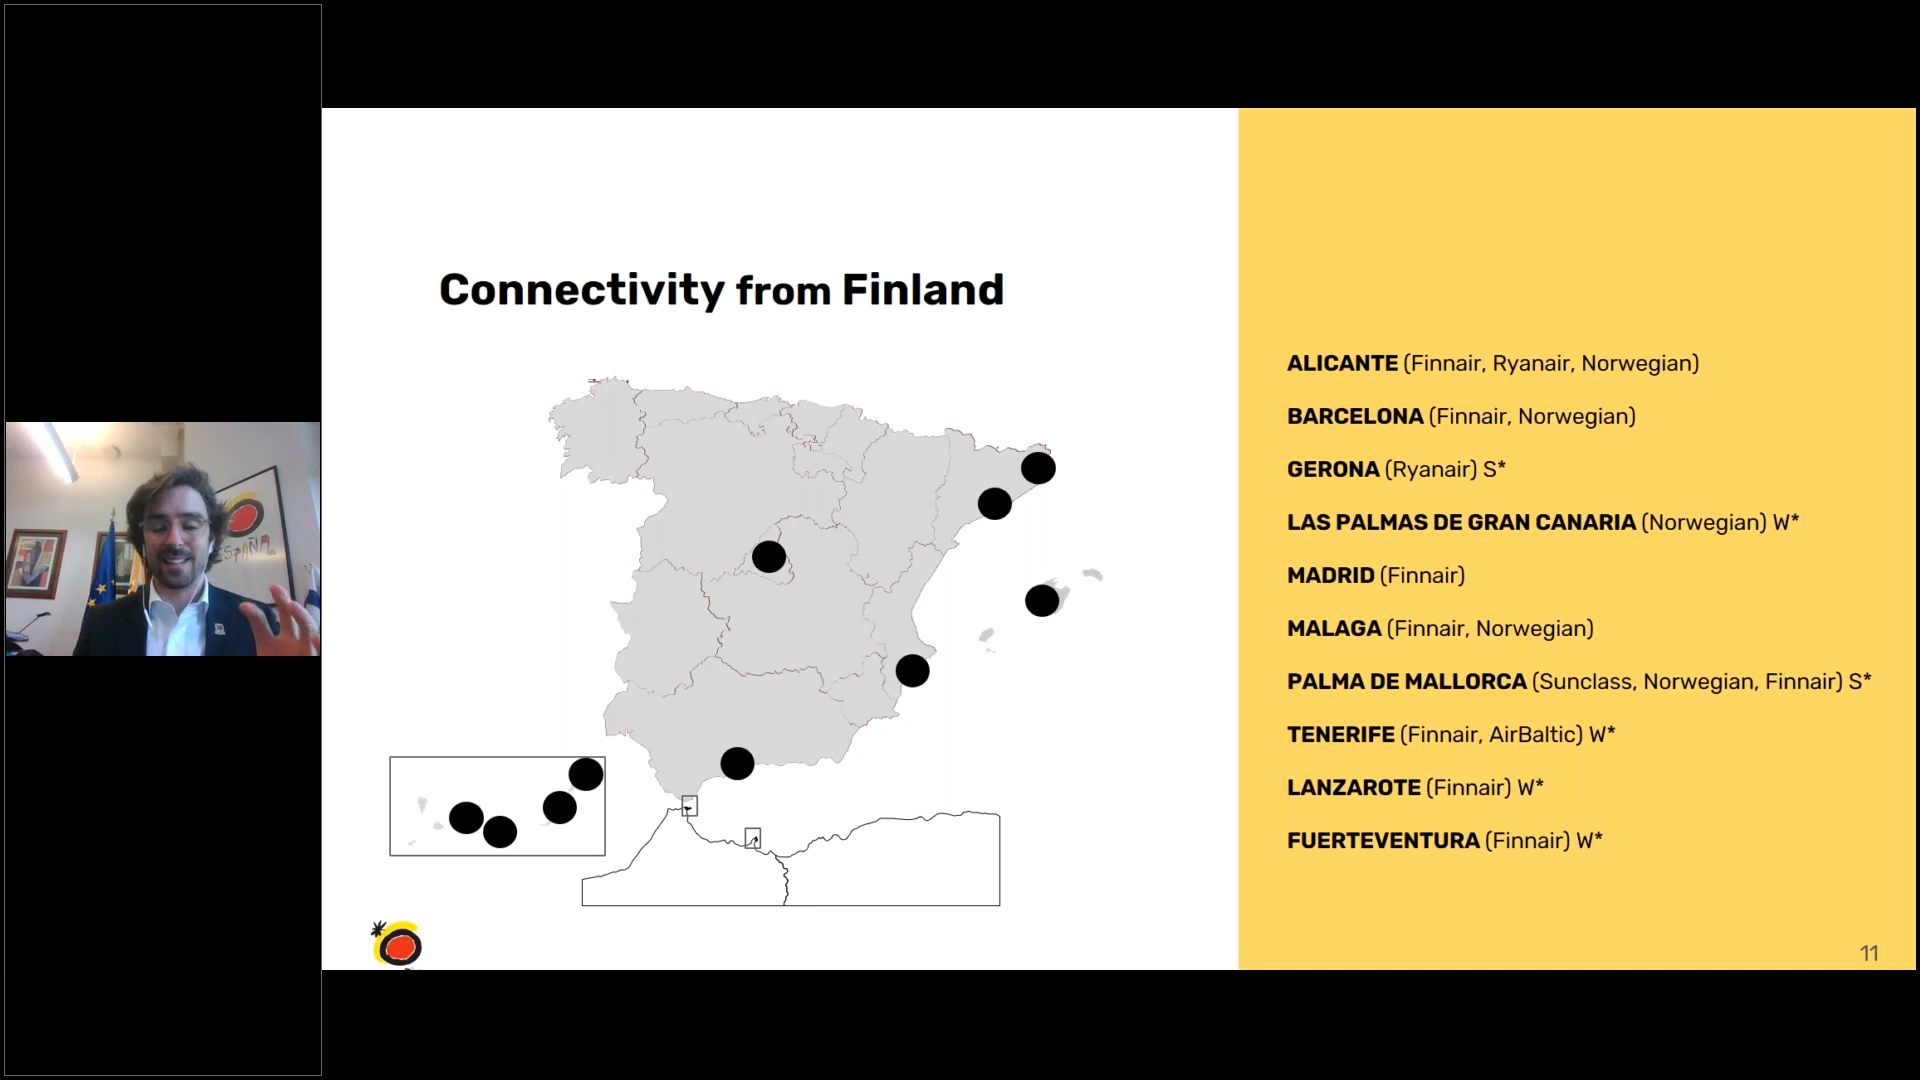 Connectivity from Finland
ALICANTE (Finnair, Ryanair, Norwegian)
BARCELONA (Finnair, Norwegian)
GERONA (Ryanair) S*
LAS PALMAS DE GRAN CANARIA (Norwegian) W*
MADRID (Finnair)
MALAGA (Finnair, Norwegian)
PALMA DE MALLORCA (Sunclass, Norwegian, Finnair) S*
TENERIFE (Finnair, AirBaltic) W*
LANZAROTE (Finnair) W*
FUERTEVENTURA (Finnair) W*
11
ESPAÑA